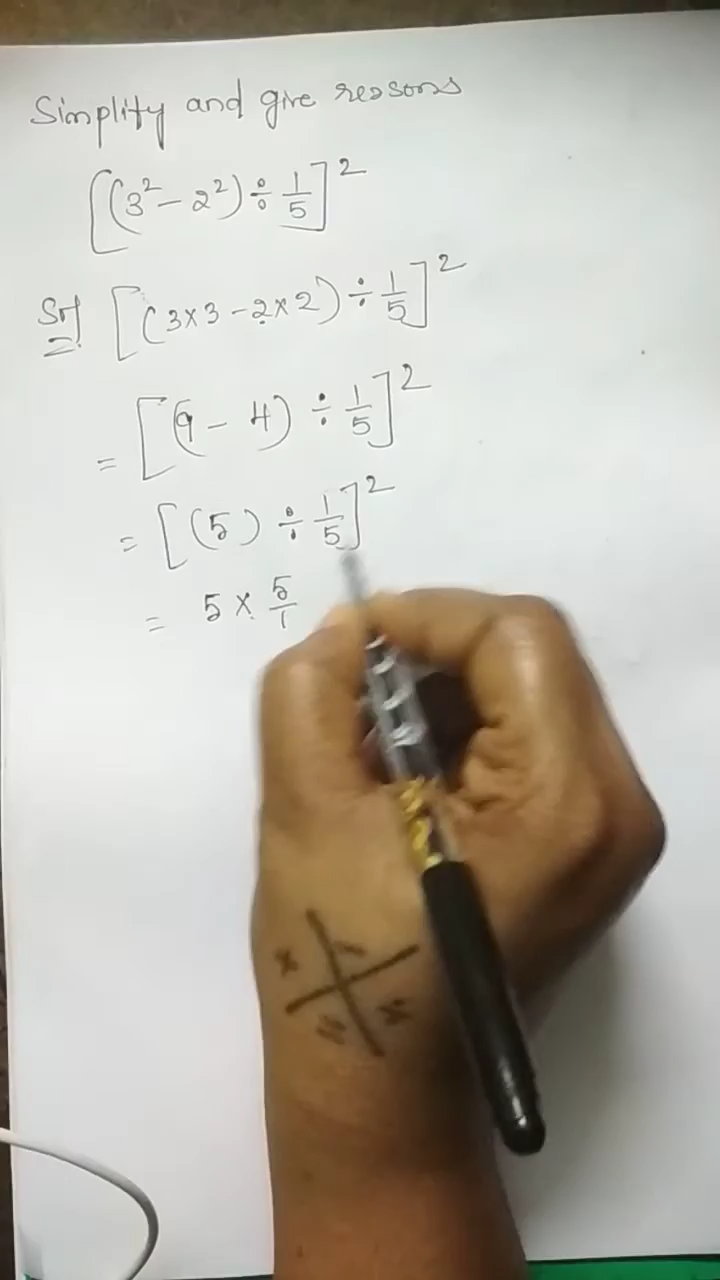 Simplity and give reasons
[(3² - 2²) ÷ 1/5]²
Sol [(3×3 - 2×2) ÷ 1/5]²
= [(9 - 4) ÷ 1/5]²
= [(5) ÷ 1/5]²
= 5 × 5/1